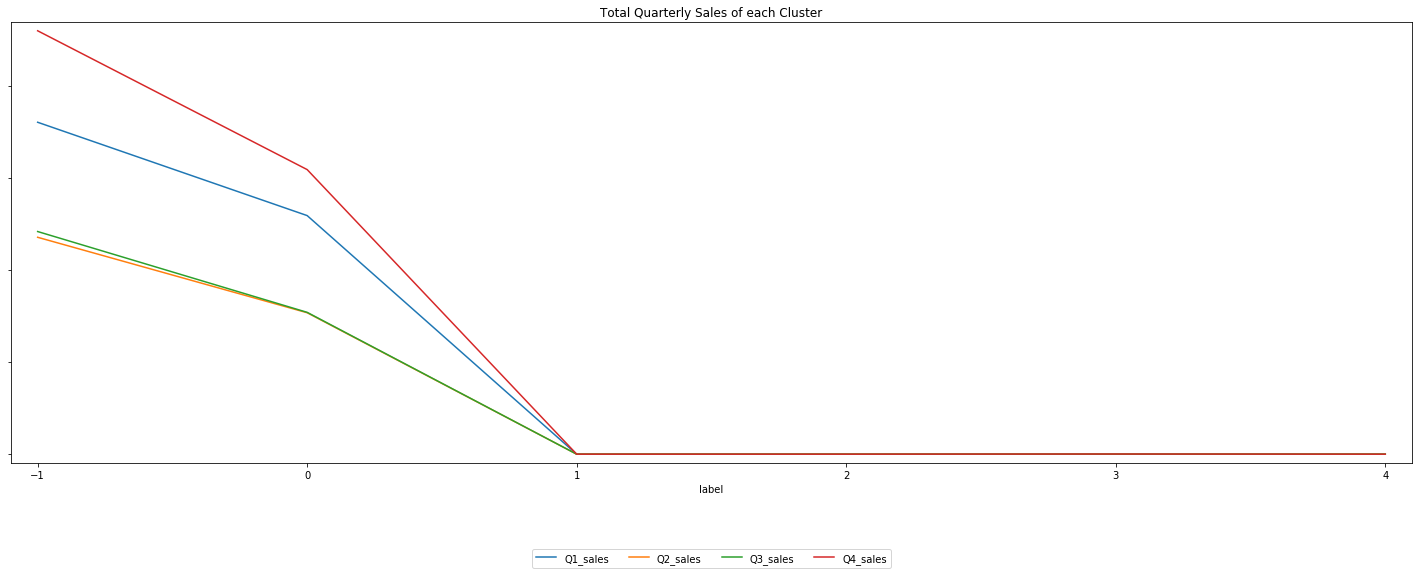 Total Quarterly Sales of each Cluster
−1 0 1 2 3 4
label
Q1_sales Q2_sales Q3_sales Q4_sales